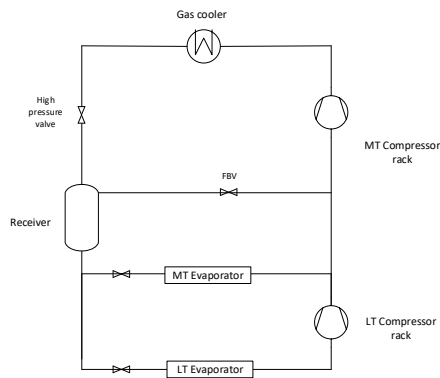 Gas cooler
High
pressure
valve
MT Compressor
rack
FBV
Receiver
MT Evaporator
LT Compressor
rack
LT Evaporator